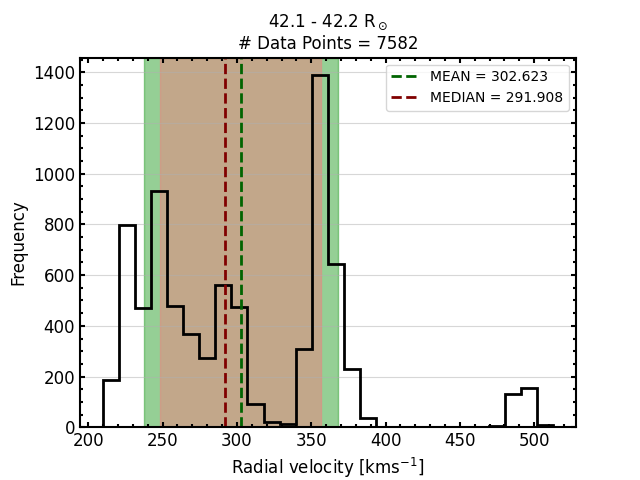 42.1 - 42.2 R⊙
# Data Points = 7582
MEAN = 302.623
MEDIAN = 291.908
Frequency
1400
1200
1000
800
600
400
200
0
200 250 300 350 400 450 500
Radial velocity [kms⁻¹]